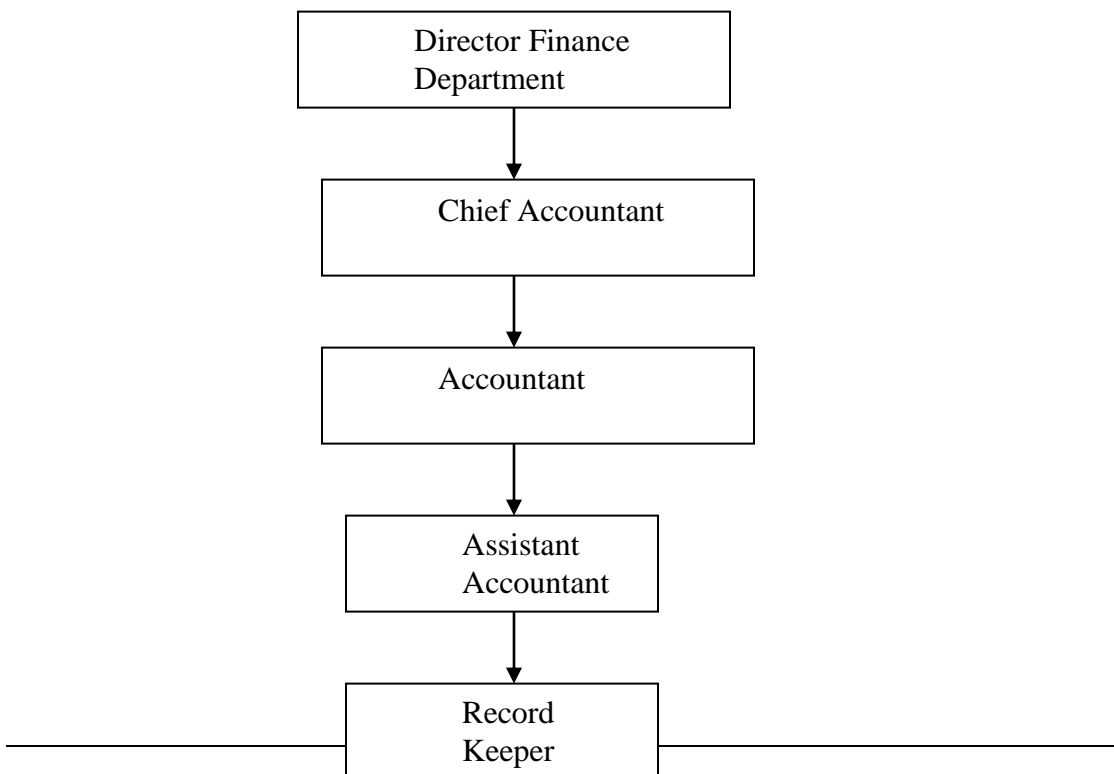 Director Finance
Department
Chief Accountant
Accountant
Assistant
Accountant
Record
Keeper